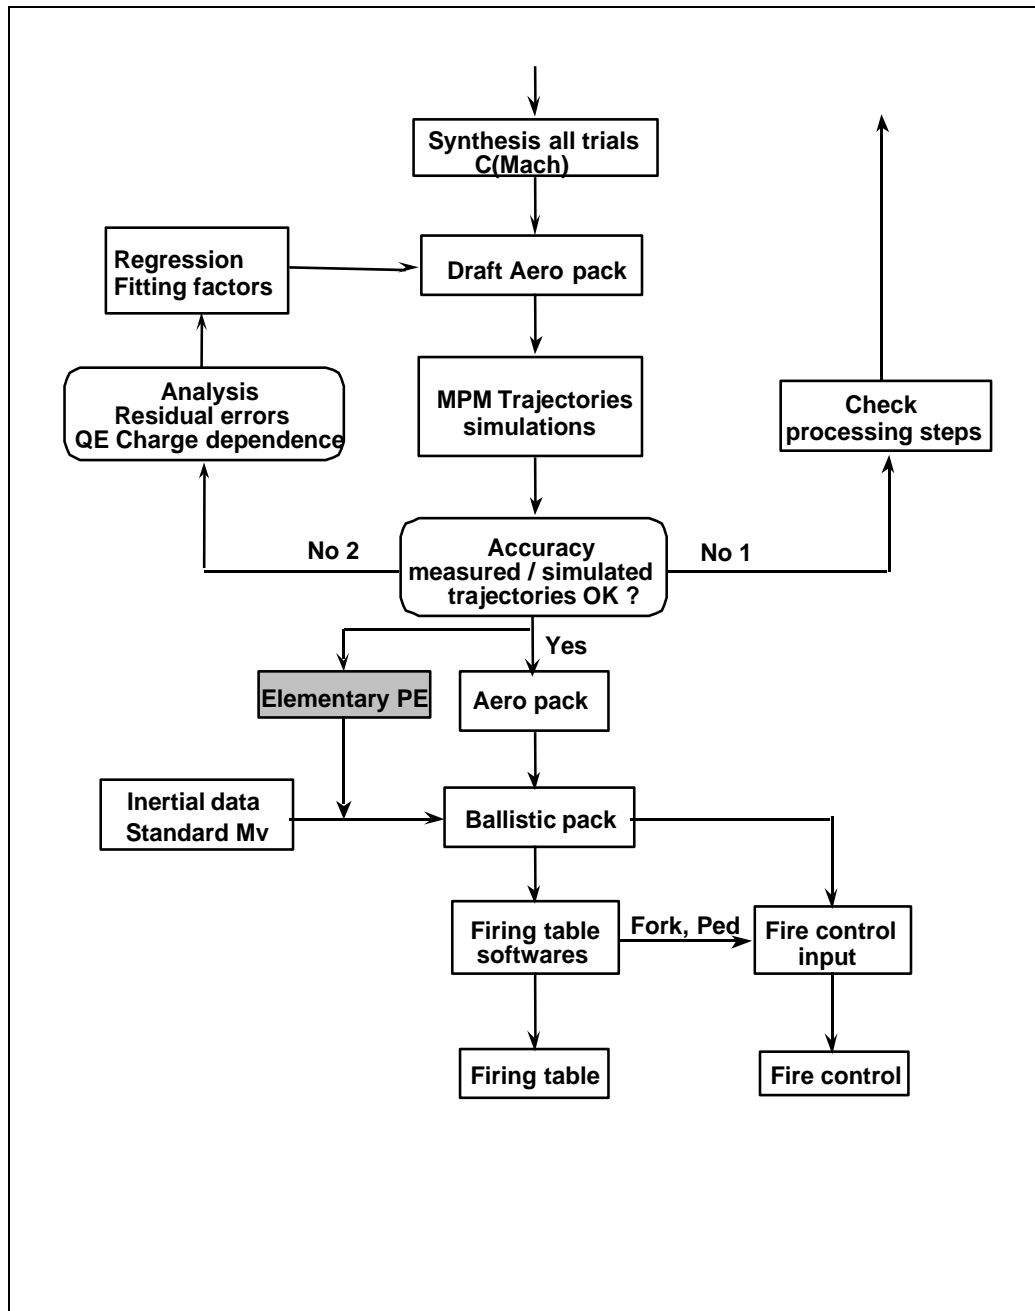 Synthesis all trials
C(Mach)
Regression
Fitting factors
Draft Aero pack
Analysis
Residual errors
QE Charge dependence
MPM Trajectories
simulations
Check
processing steps
No 2
Accuracy
measured / simulated
trajectories OK ?
No 1
Yes
Elementary PE
Aero pack
Inertial data
Standard Mv
Ballistic pack
Firing table
softwares
Fork, Ped
Fire control
input
Firing table
Fire control